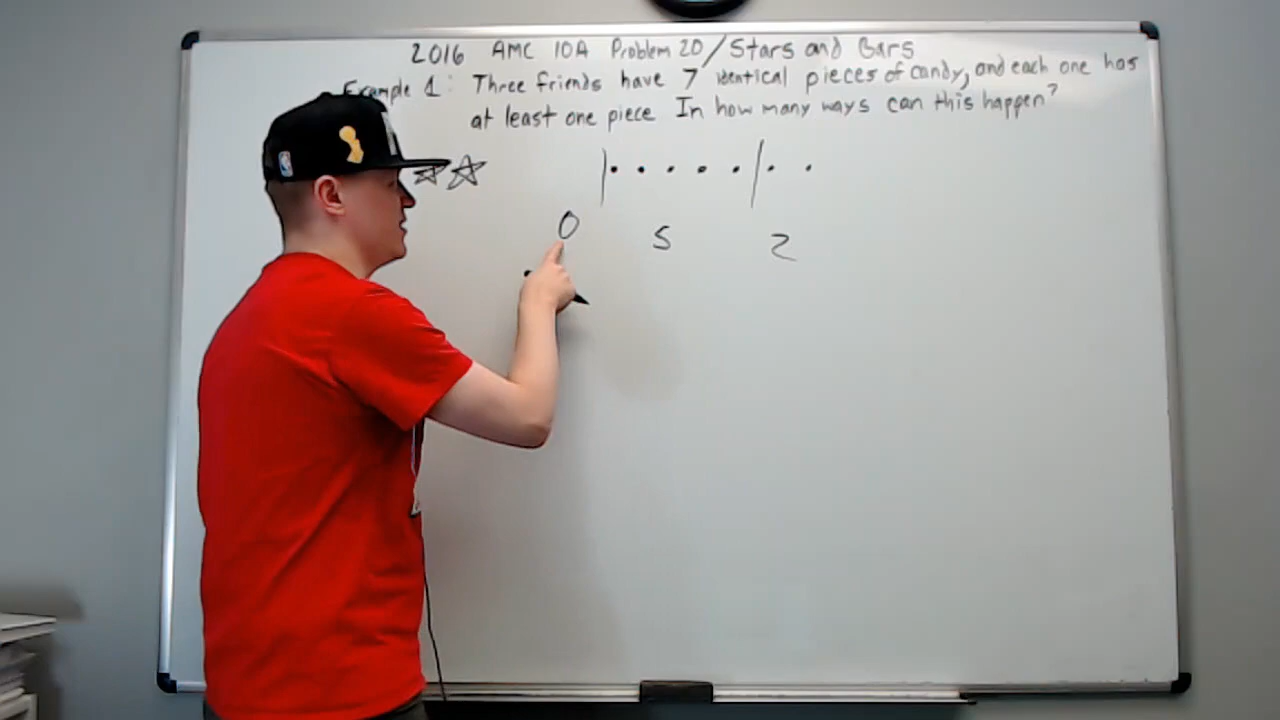 2016 AMC 10A Problem 20/Stars and Bars
Example 1: Three friends have 7 identical pieces of candy, and each one has
at least one piece. In how many ways can this happen?
0 5 2